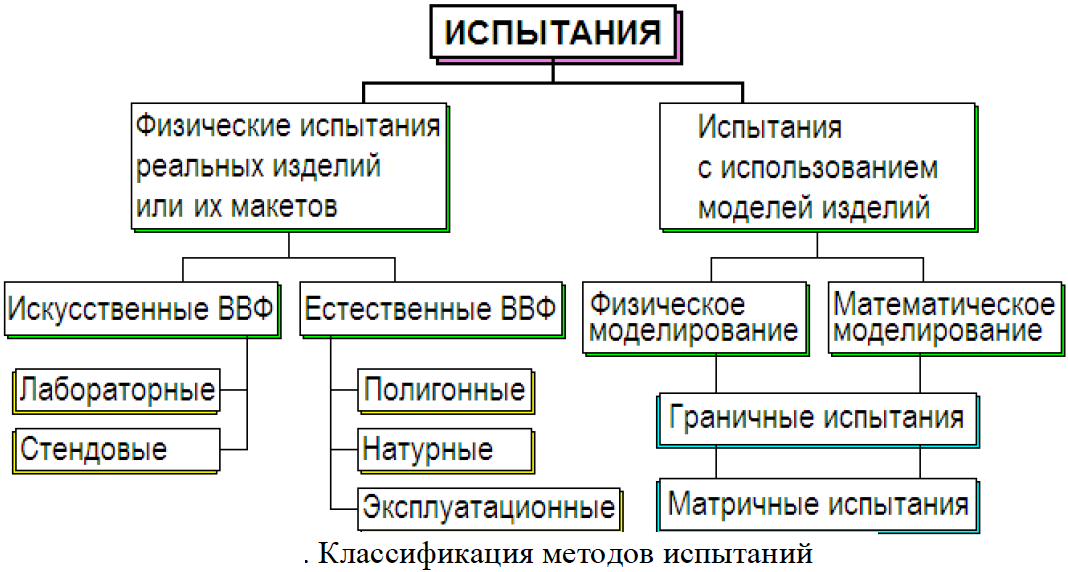 ИСПЫТАНИЯ
Физические испытания
реальных изделий
или их макетов
Испытания
с использованием
моделей изделий
Искусственные ВВФ
Естественные ВВФ
Физическое
моделирование
Математическое
моделирование
Лабораторные
Стендовые
Полигонные
Натурные
Эксплуатационные
Граничные испытания
Матричные испытания
. Классификация методов испытаний